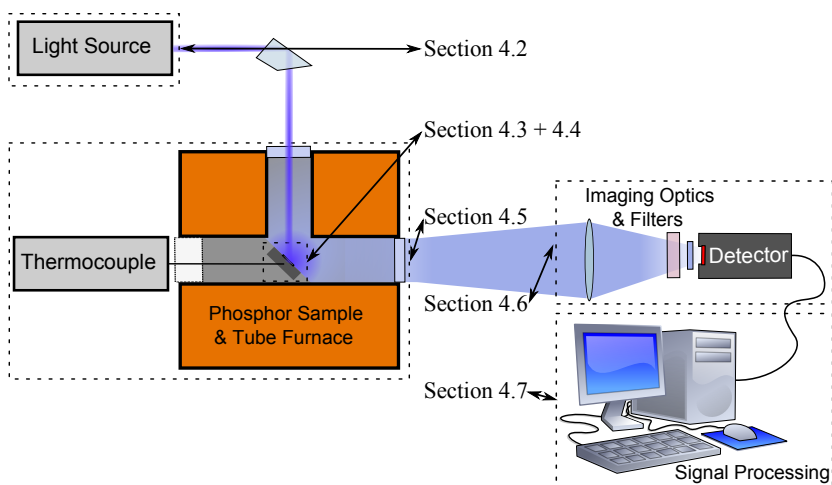 Light Source
Section 4.2
Section 4.3 + 4.4
Section 4.5
Imaging Optics
& Filters
Thermocouple
Detector
Phosphor Sample
& Tube Furnace
Section 4.6
Section 4.7
Signal Processing